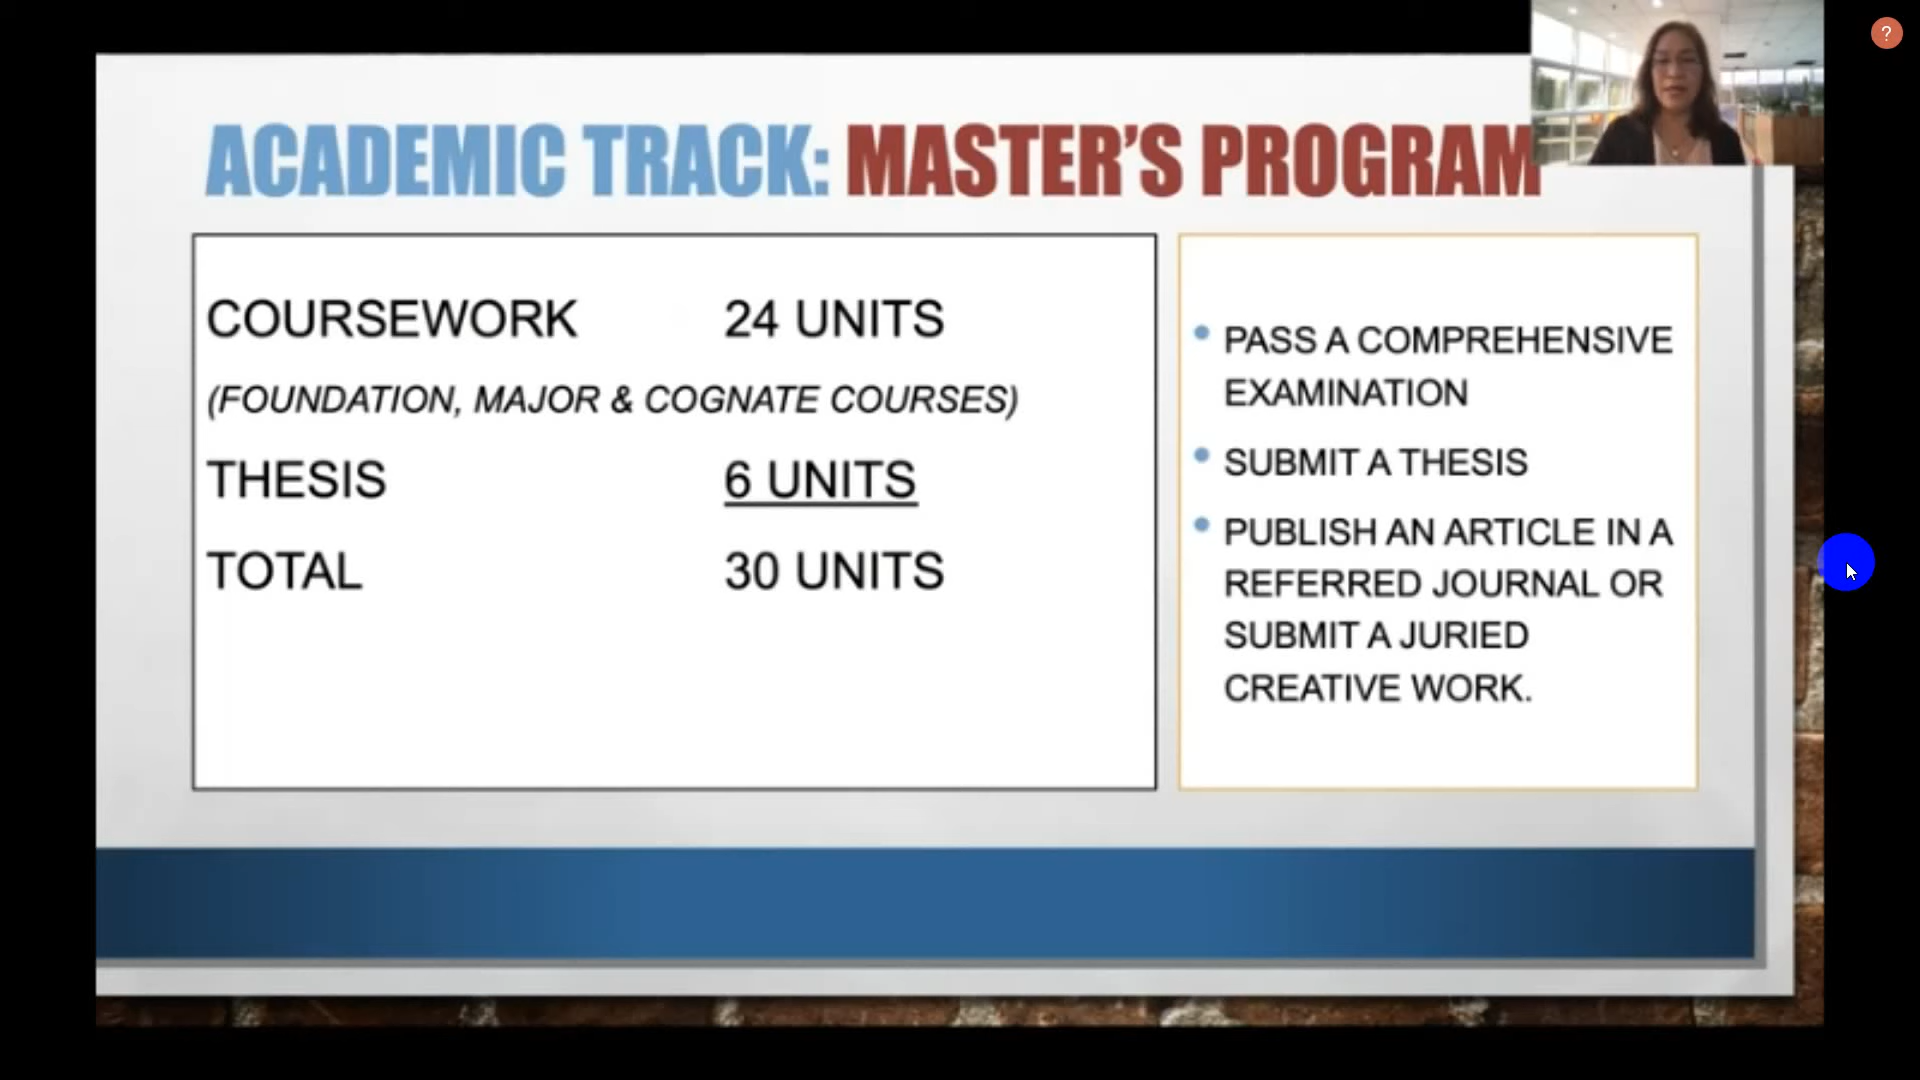 ACADEMIC TRACK: MASTER'S PROGRAM
COURSEWORK 24 UNITS
(FOUNDATION, MAJOR & COGNATE COURSES)
THESIS 6 UNITS
TOTAL 30 UNITS
PASS A COMPREHENSIVE
EXAMINATION
SUBMIT A THESIS
PUBLISH AN ARTICLE IN A
REFERRED JOURNAL OR
SUBMIT A JURIED
CREATIVE WORK.
?